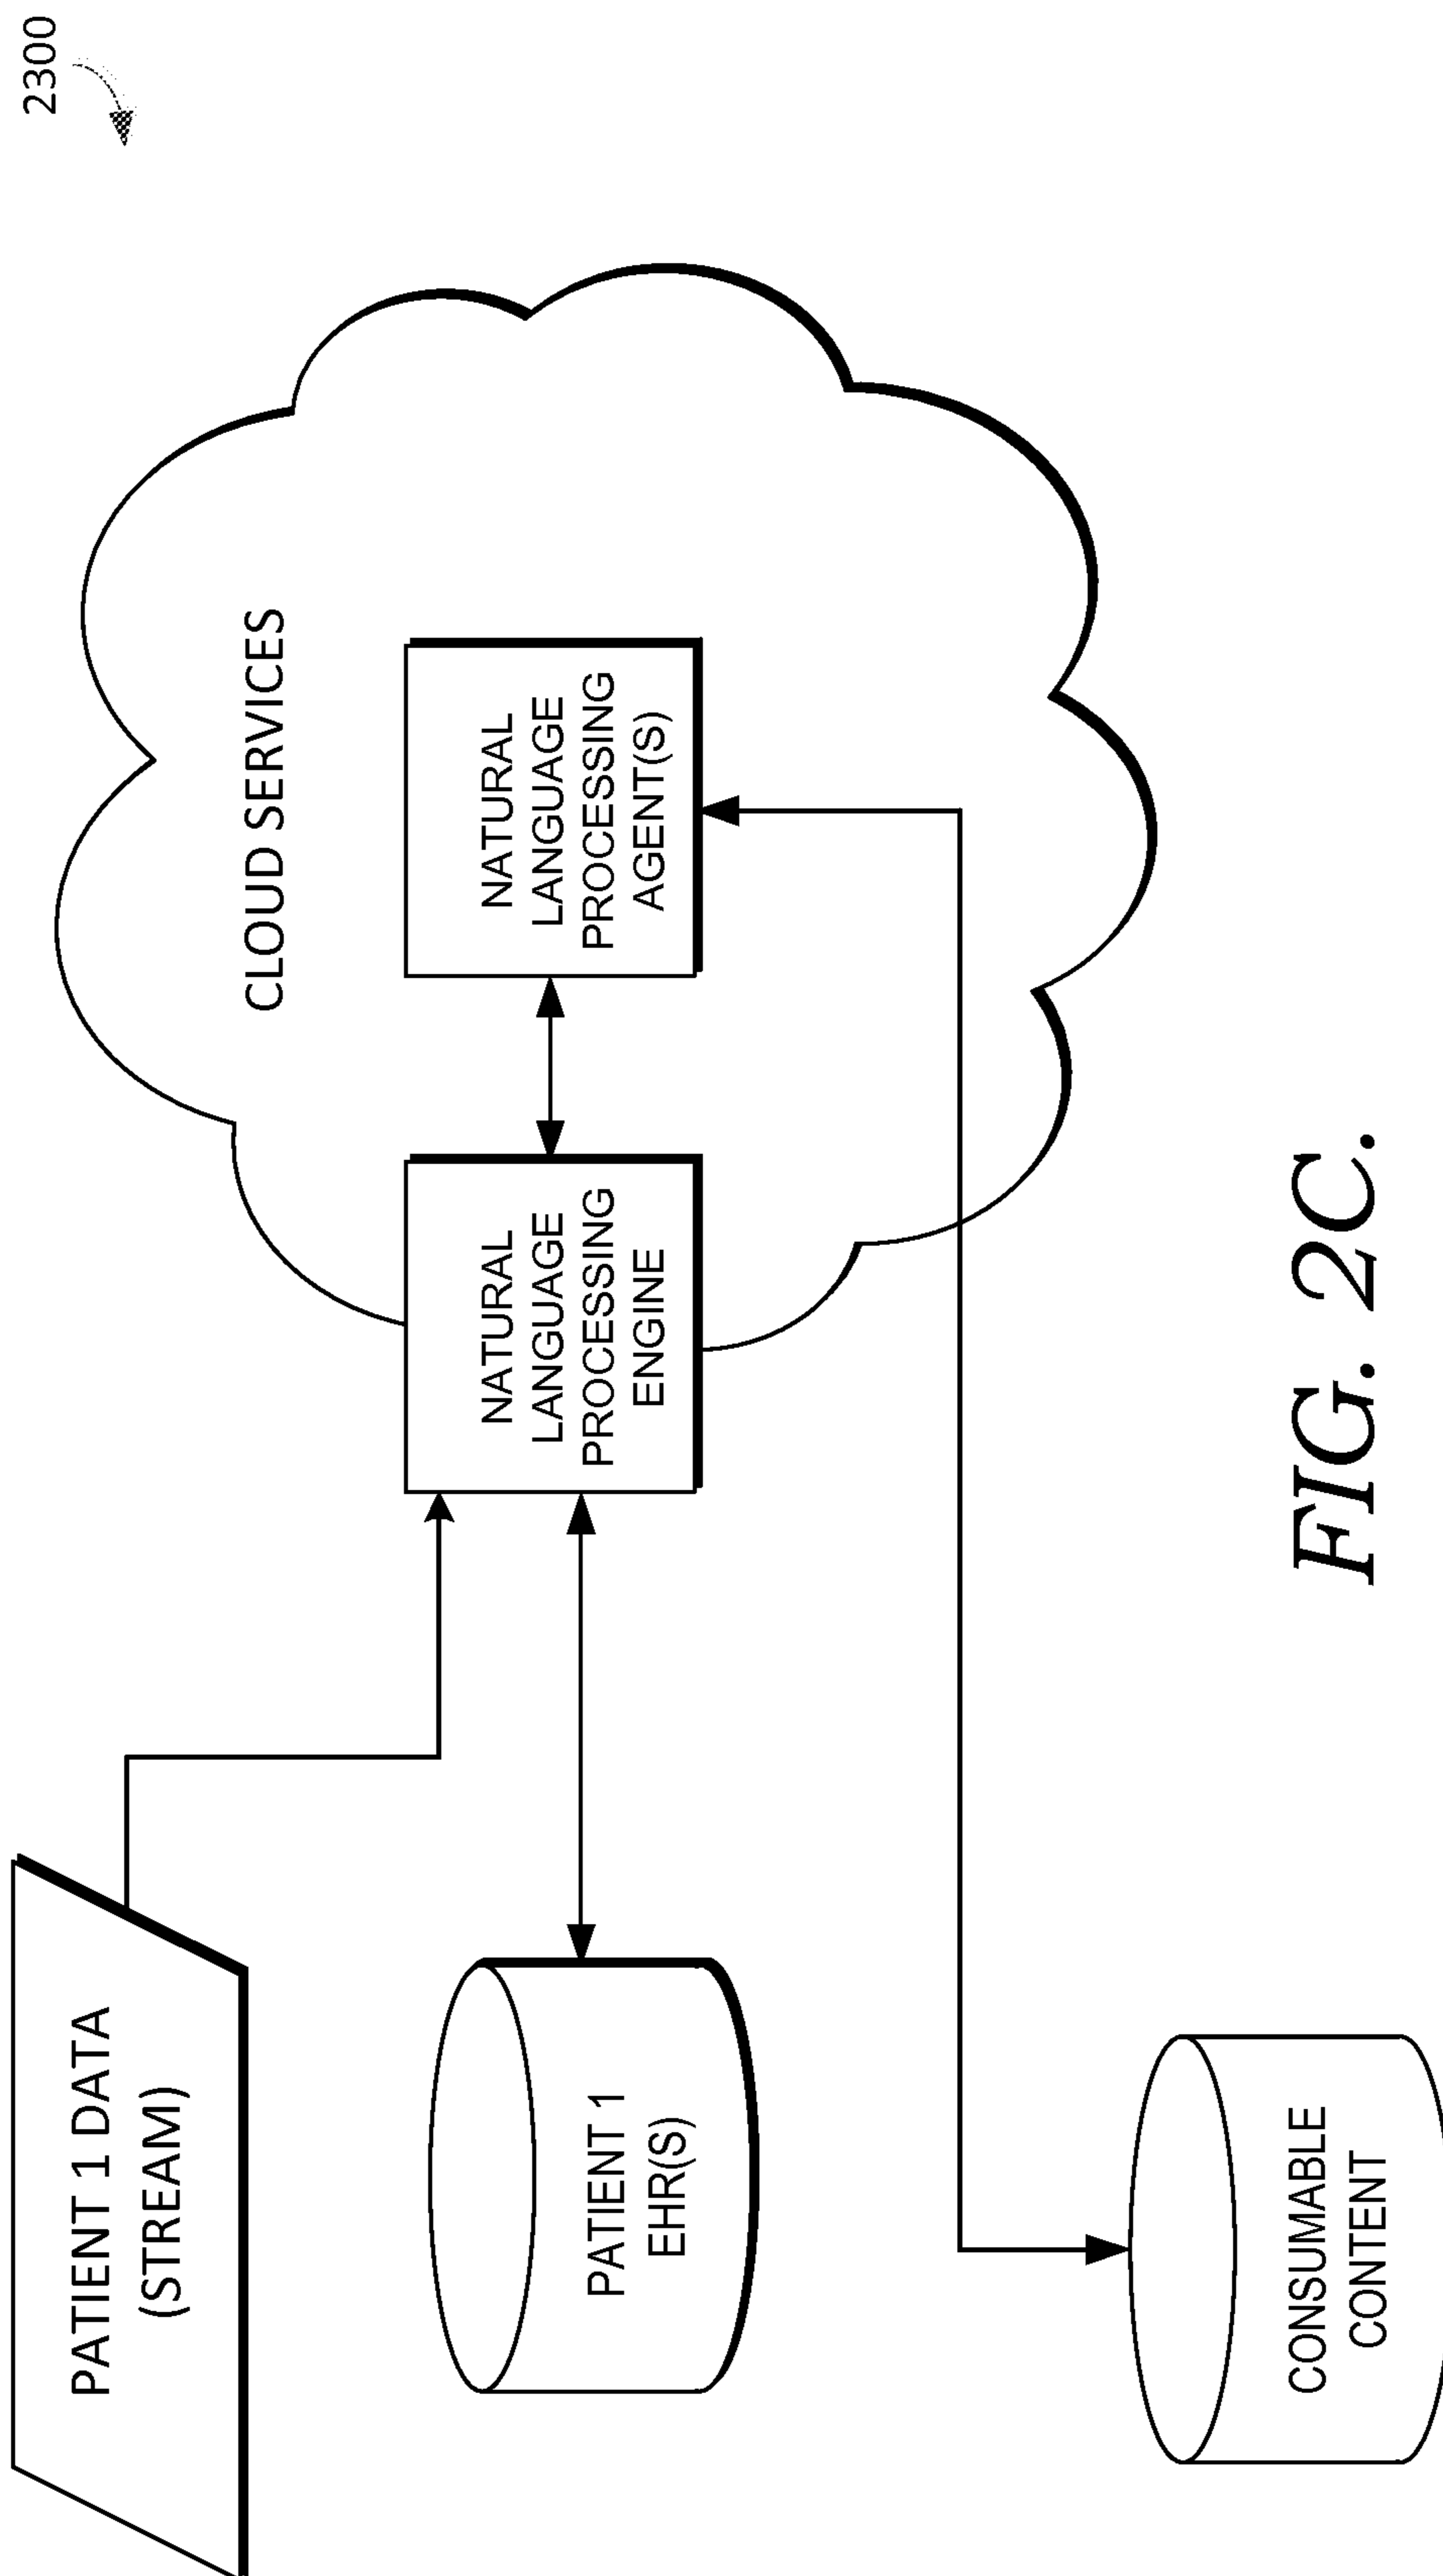 2300
PATIENT 1 DATA
(STREAM)
CLOUD SERVICES
PATIENT 1
EHR(S)
NATURAL
LANGUAGE
PROCESSING
ENGINE
NATURAL
LANGUAGE
PROCESSING
AGENT(S)
CONSUMABLE
CONTENT
FIG. 2C.